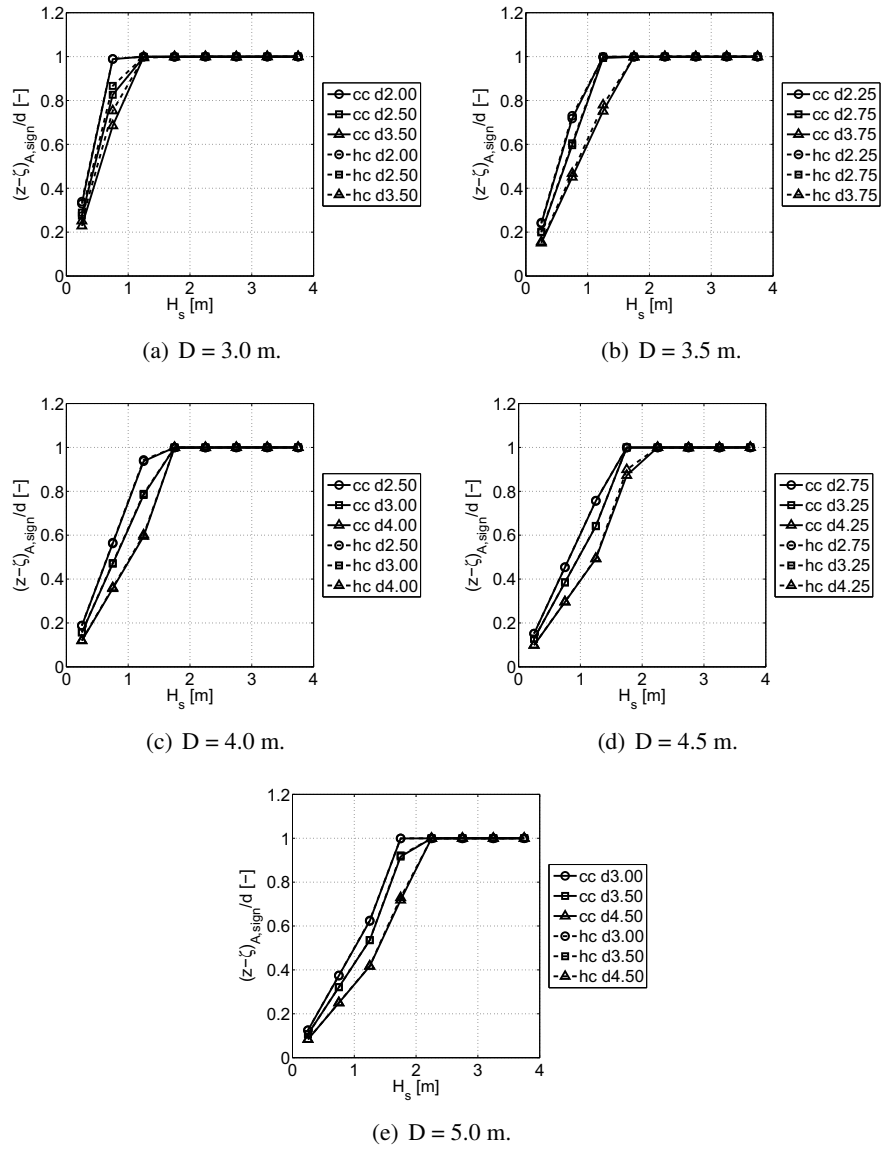 1.2
1
0.8
0.6
0.4
0.2
0
(z−ζ)A,sign/d [−]
0 1 2 3 4
H_s [m]
cc d2.00
cc d2.50
cc d3.50
hc d2.00
hc d2.50
hc d3.50
(a) D = 3.0 m.
1.2
1
0.8
0.6
0.4
0.2
0
(z−ζ)A,sign/d [−]
0 1 2 3 4
H_s [m]
cc d2.25
cc d2.75
cc d3.75
hc d2.25
hc d2.75
hc d3.75
(b) D = 3.5 m.
1.2
1
0.8
0.6
0.4
0.2
0
(z−ζ)A,sign/d [−]
0 1 2 3 4
H_s [m]
cc d2.50
cc d3.00
cc d4.00
hc d2.50
hc d3.00
hc d4.00
(c) D = 4.0 m.
1.2
1
0.8
0.6
0.4
0.2
0
(z−ζ)A,sign/d [−]
0 1 2 3 4
H_s [m]
cc d2.75
cc d3.25
cc d4.25
hc d2.75
hc d3.25
hc d4.25
(d) D = 4.5 m.
1.2
1
0.8
0.6
0.4
0.2
0
(z−ζ)A,sign/d [−]
0 1 2 3 4
H_s [m]
cc d3.00
cc d3.50
cc d4.50
hc d3.00
hc d3.50
hc d4.50
(e) D = 5.0 m.